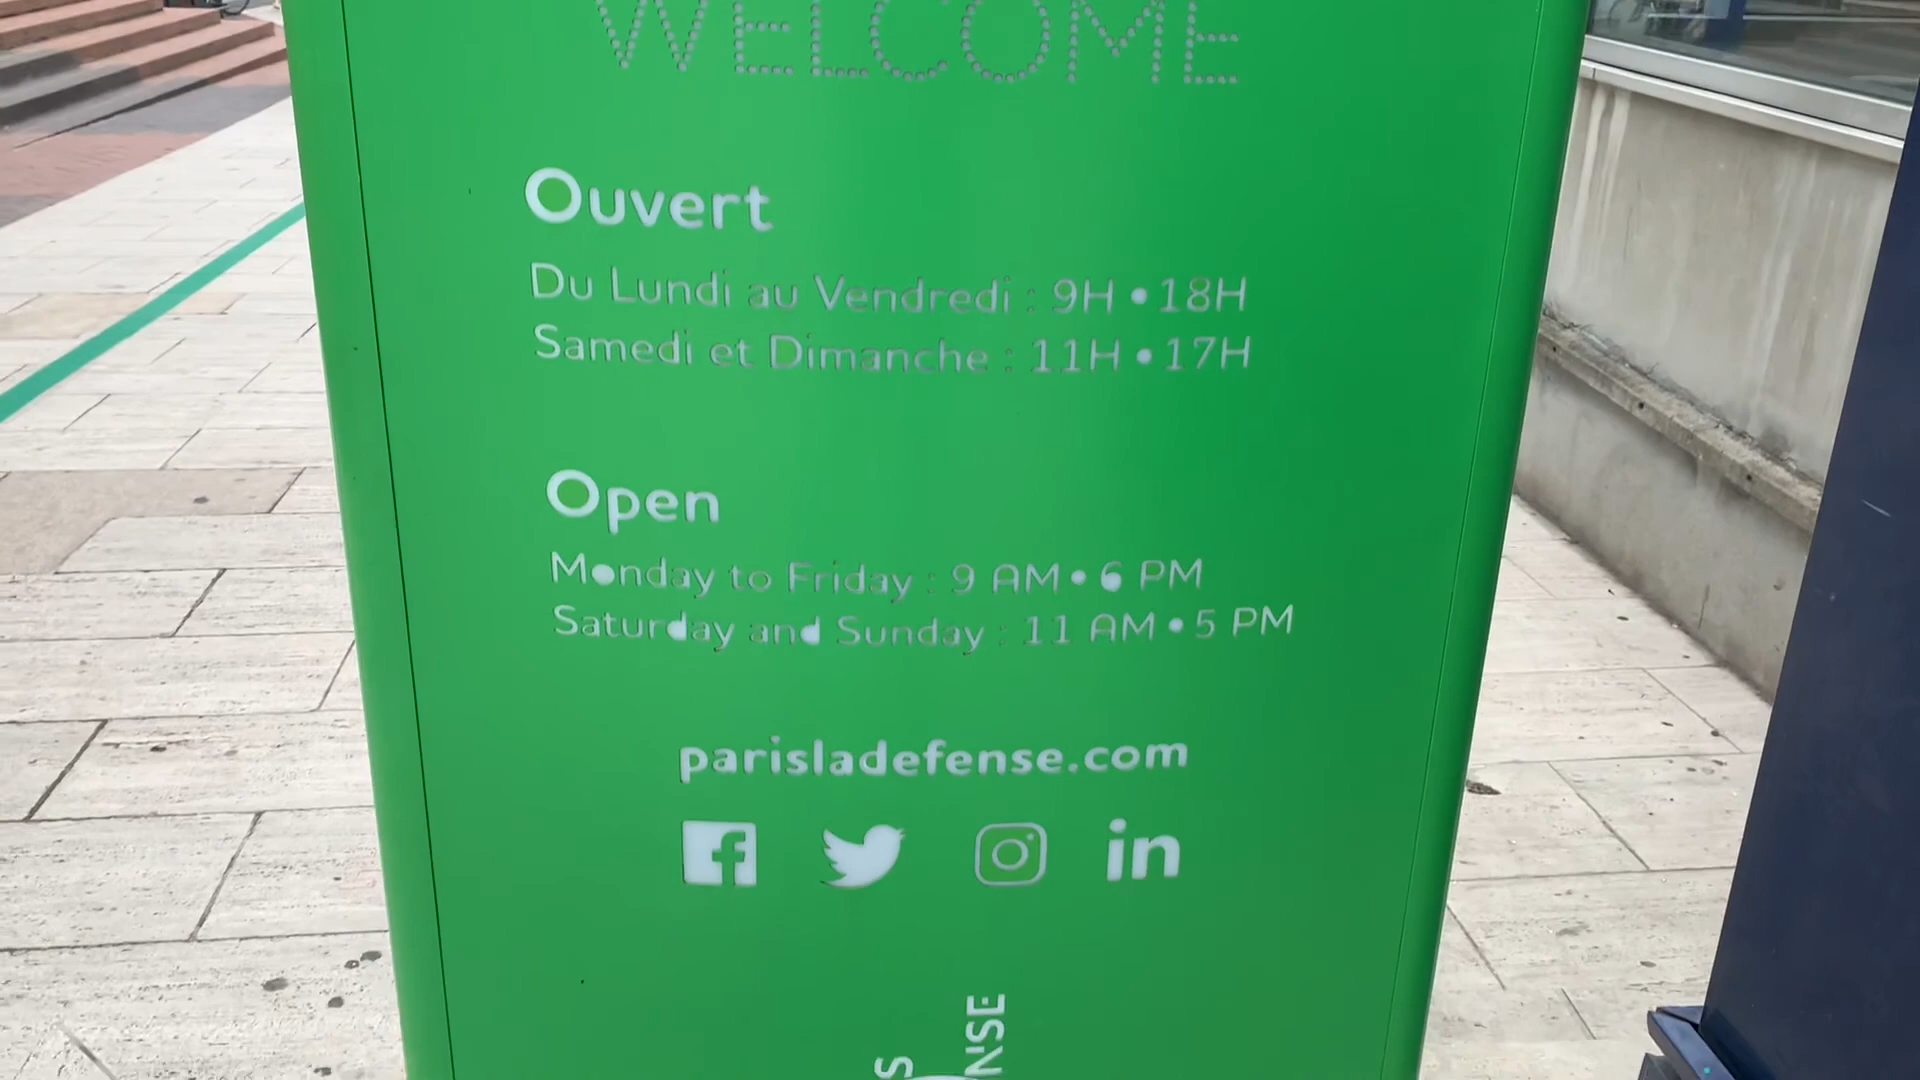 WELCOME
Ouvert
Du Lundi au Vendredi : 9H • 18H
Samedi et Dimanche : 11H • 17H
Open
Monday to Friday : 9 AM • 6 PM
Saturday and Sunday : 11 AM • 5 PM
parisladefense.com
in